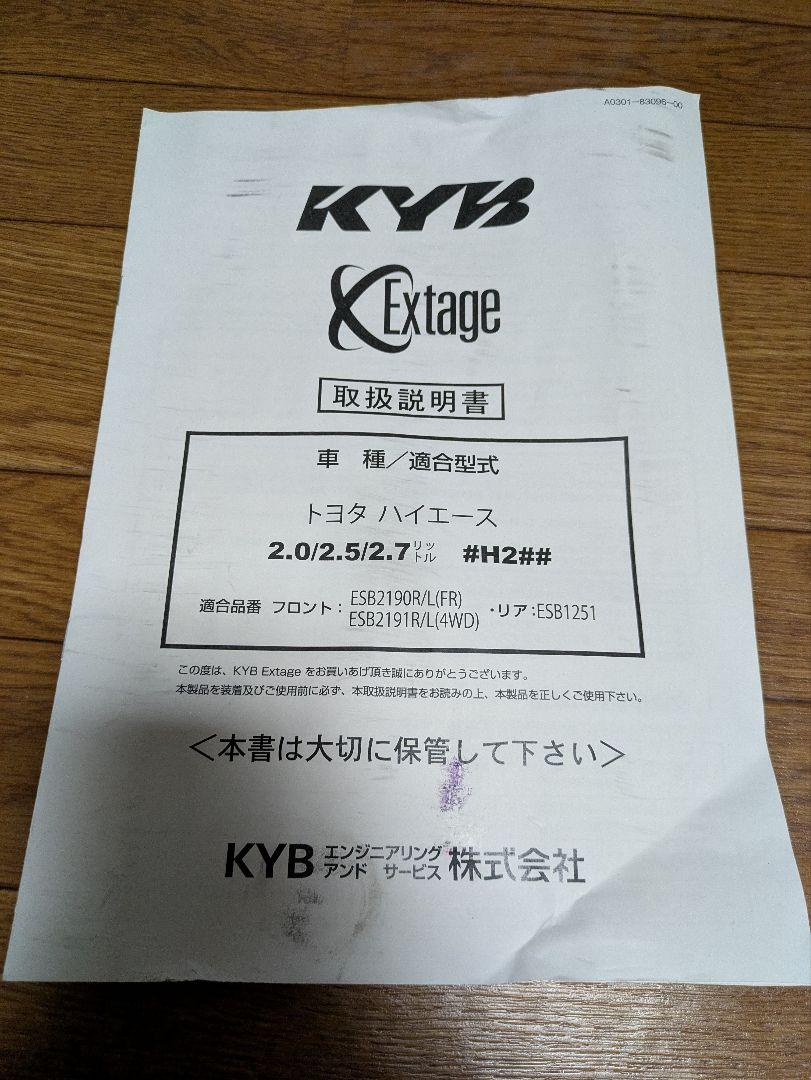 A0301-83096-00
KYB
Extage
取扱説明書
車 種／適合型式
トヨタ ハイエース
2.0/2.5/2.7リットル #H2##
適合品番 フロント：ESB2190R/L(FR) ESB2191R/L(4WD) ・リア：ESB1251
この度は、KYB Extage をお買いあげ頂き誠にありがとうございます。
本製品を装着及びご使用前に必ず、本取扱説明書をお読みの上、本製品を正しくご使用下さい。
＜本書は大切に保管して下さい＞
KYB エンジニアリング アンド サービス 株式会社